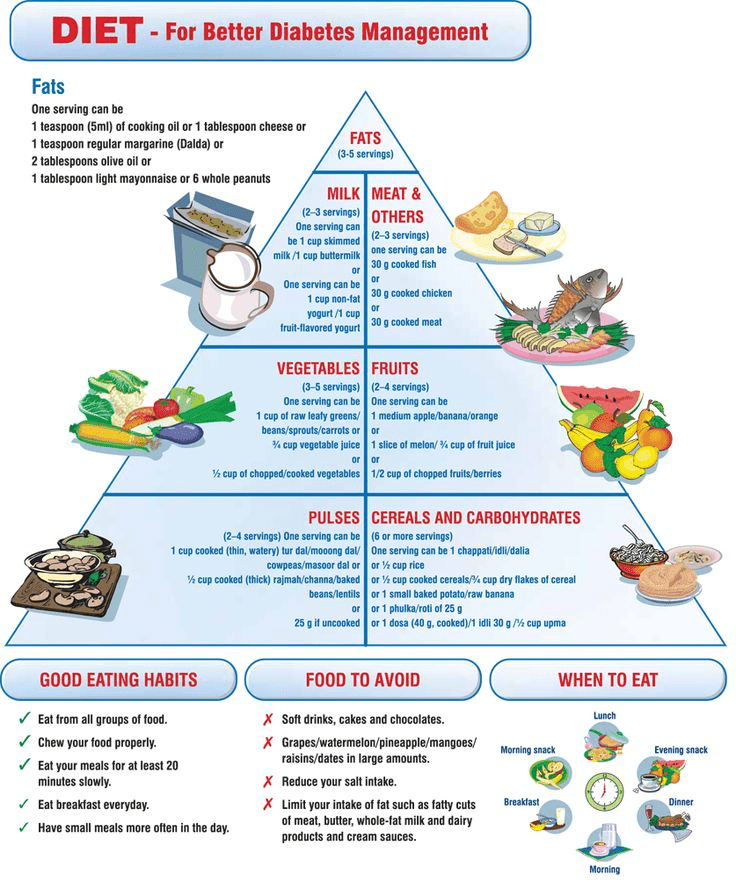 DIET - For Better Diabetes Management
Fats
One serving can be
1 teaspoon (5ml) of cooking oil or 1 tablespoon cheese or
1 teaspoon regular margarine (Dalda) or
2 tablespoons olive oil or
1 tablespoon light mayonnaise or 6 whole peanuts
FATS
(3-5 servings)
MILK
(2–3 servings)
One serving can
be 1 cup skimmed
milk /1 cup buttermilk
or
One serving can be
1 cup non-fat
yogurt /1 cup
fruit-flavored yogurt
MEAT &
OTHERS
(2–3 servings)
one serving can be
30 g cooked fish
or
30 g cooked chicken
or
30 g cooked meat
VEGETABLES
(3–5 servings)
One serving can be
1 cup of raw leafy greens/
beans/sprouts/carrots or
¾ cup vegetable juice
or
½ cup of chopped/cooked vegetables
FRUITS
(2–4 servings)
One serving can be
1 medium apple/banana/orange
or
1 slice of melon/ ¾ cup of fruit juice
or
1/2 cup of chopped fruits/berries
PULSES
(2–4 servings) One serving can be
1 cup cooked (thin, watery) tur dal/mooong dal/
cowpeas/masoor dal or
½ cup cooked (thick) rajmah/channa/baked
beans/lentils
or
25 g if uncooked
CEREALS AND CARBOHYDRATES
(6 or more servings)
One serving can be 1 chappati/idli/dalia
or ½ cup rice
or ½ cup cooked cereals/¾ cup dry flakes of cereal
or 1 small baked potato/raw banana
or 1 phulka/roti of 25 g
or 1 dosa (40 g, cooked)/1 idli 30 g /½ cup upma
GOOD EATING HABITS
✓ Eat from all groups of food.
✓ Chew your food properly.
✓ Eat your meals for at least 20
minutes slowly.
✓ Eat breakfast everyday.
✓ Have small meals more often in the day.
FOOD TO AVOID
✗ Soft drinks, cakes and chocolates.
✗ Grapes/watermelon/pineapple/mangoes/
raisins/dates in large amounts.
✗ Reduce your salt intake.
✗ Limit your intake of fat such as fatty cuts
of meat, butter, whole-fat milk and dairy
products and cream sauces.
WHEN TO EAT
Lunch
Morning snack
Evening snack
Breakfast
Dinner
Morning